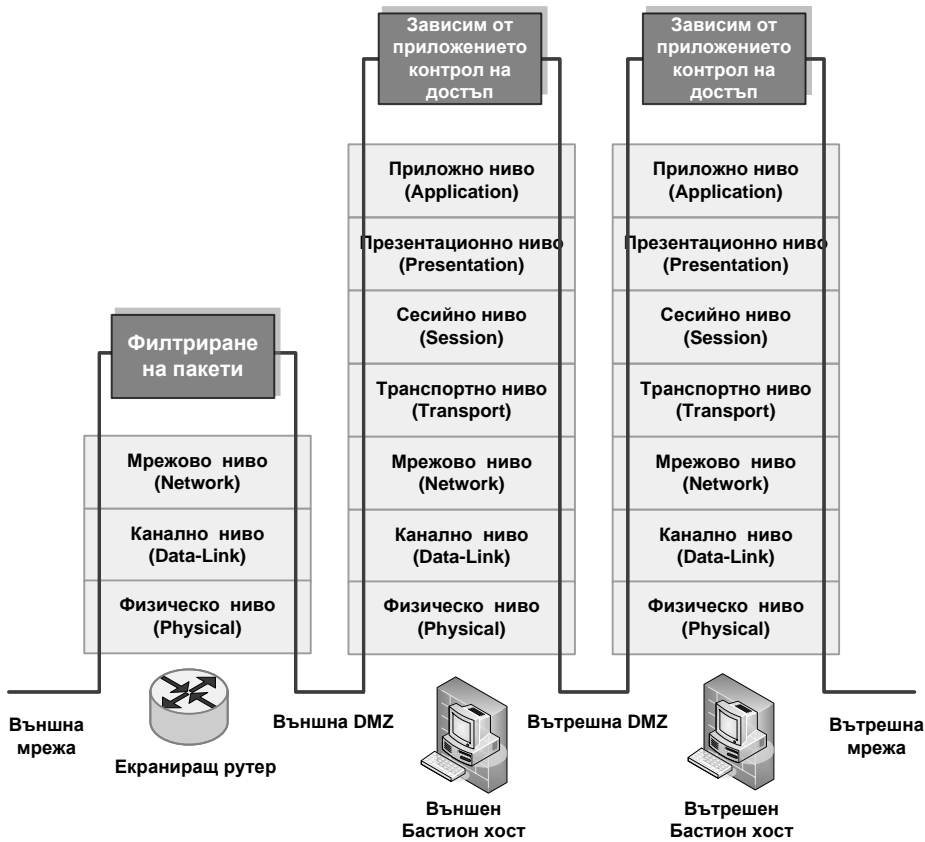 Зависим от
приложението
контрол на
достъп
Зависим от
приложението
контрол на
достъп
Приложно ниво
(Application)
Приложно ниво
(Application)
Презентационно ниво
(Presentation)
Презентационно ниво
(Presentation)
Сесийно ниво
(Session)
Сесийно ниво
(Session)
Филтриране
на пакети
Транспортно ниво
(Transport)
Транспортно ниво
(Transport)
Мрежово ниво
(Network)
Мрежово ниво
(Network)
Мрежово ниво
(Network)
Канално ниво
(Data-Link)
Канално ниво
(Data-Link)
Канално ниво
(Data-Link)
Физическо ниво
(Physical)
Физическо ниво
(Physical)
Физическо ниво
(Physical)
Външна
мрежа
Екраниращ рутер
Външна DMZ
Външен
Бастион хост
Вътрешна DMZ
Вътрешен
Бастион хост
Вътрешна
мрежа